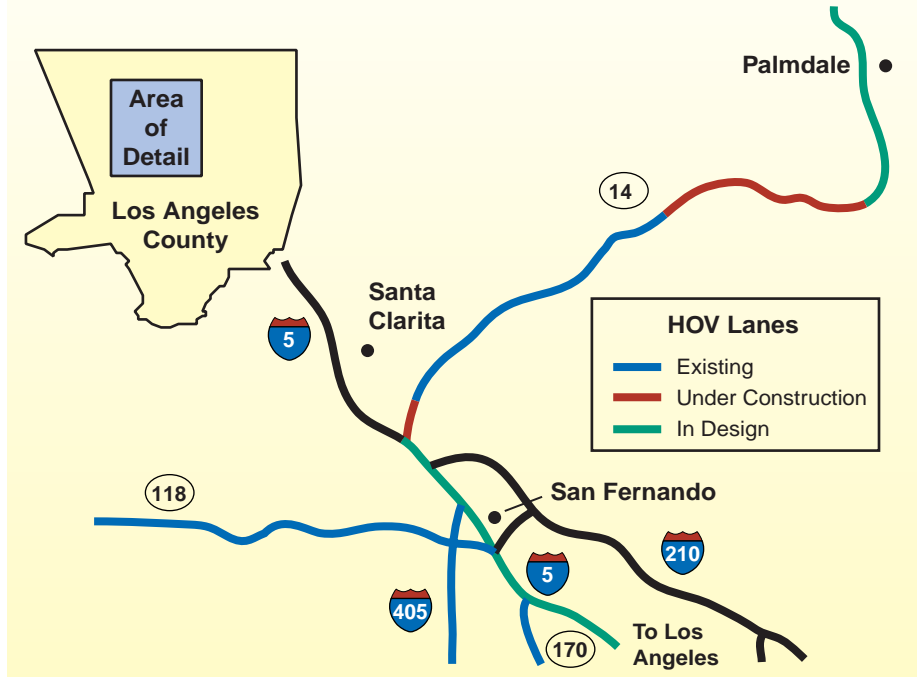 Palmdale
Area
of
Detail
Los Angeles
County
14
Santa
Clarita
5
HOV Lanes
Existing
Under Construction
In Design
118
San Fernando
210
5
405
To Los
Angeles
170